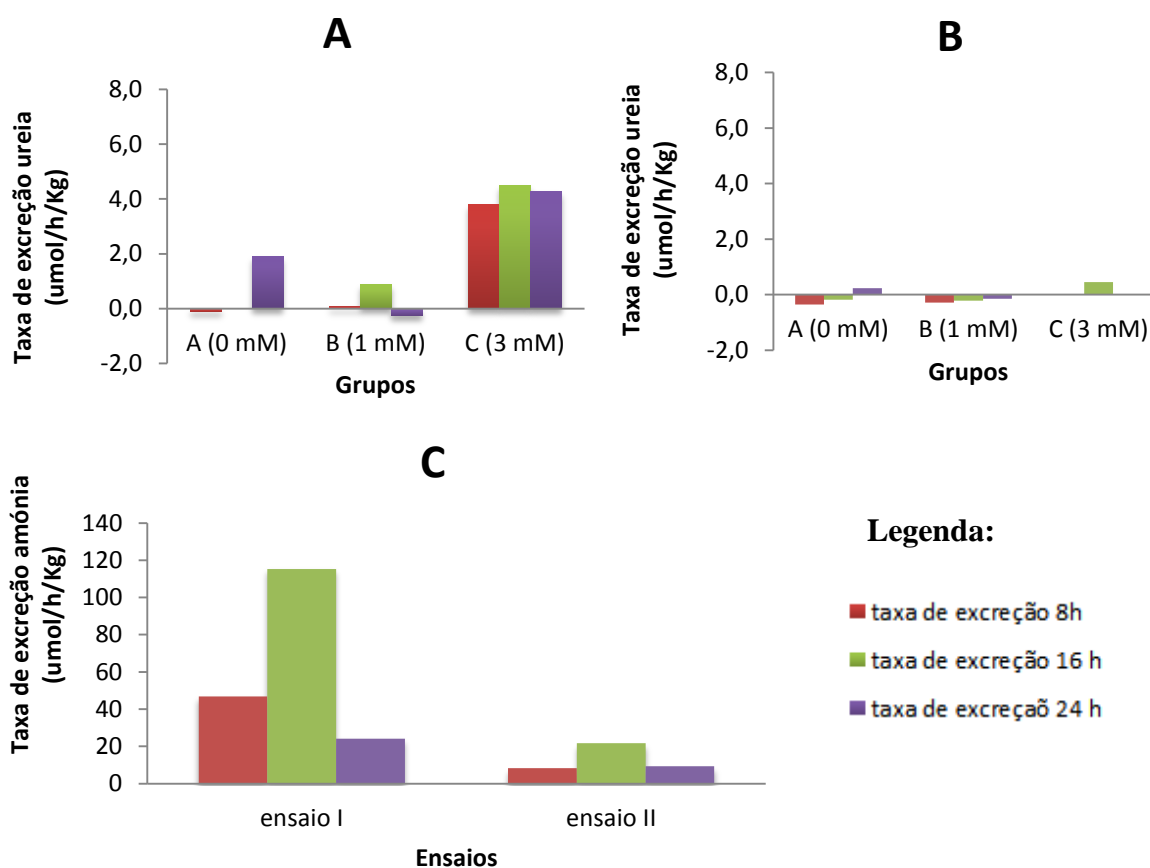 A
Taxa de excreção ureia
(umol/h/Kg)
8,0
6,0
4,0
2,0
0,0
-2,0
A (0 mM)
B (1 mM)
C (3 mM)
Grupos
B
Taxa de excreção ureia
(umol/h/Kg)
8,0
6,0
4,0
2,0
0,0
-2,0
A (0 mM)
B (1 mM)
C (3 mM)
Grupos
C
Taxa de excreção amónia
(umol/h/Kg)
140
120
100
80
60
40
20
0
ensaio I
ensaio II
Ensaios
Legenda:
taxa de excreção 8h
taxa de excreção 16 h
taxa de excreçaõ 24 h